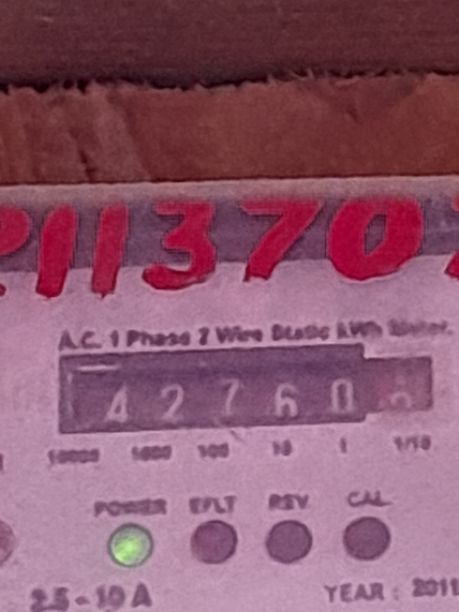 211370
A.C. 1 Phase 2 Wire Static kWh Meter.
42760
10000 1000 100 10 1 1/10
POWER EFLT REV CAL
2.5 - 10 A YEAR : 2011